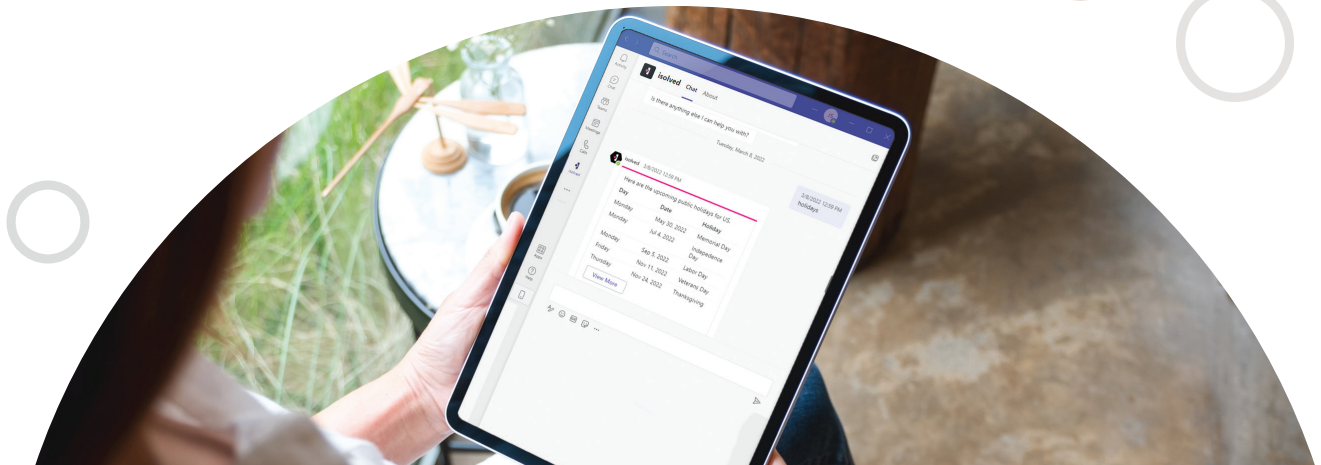 Search
Activity
Chat
Teams
Meetings
Calls
isolved
...
Apps
Help
isolved Chat About
Is there anything else I can help you with?
Tuesday, March 8, 2022
3/8/2022 12:59 PM
holidays
isolved 3/8/2022 12:59 PM
Here are the upcoming public holidays for US.
Day Date Holiday
Monday May 30, 2022 Memorial Day
Monday Jul 4, 2022 Indepedence
Day
Monday Sep 5, 2022 Labor Day
Friday Nov 11, 2022 Veterans Day
Thursday Nov 24, 2022 Thanksgiving
View More